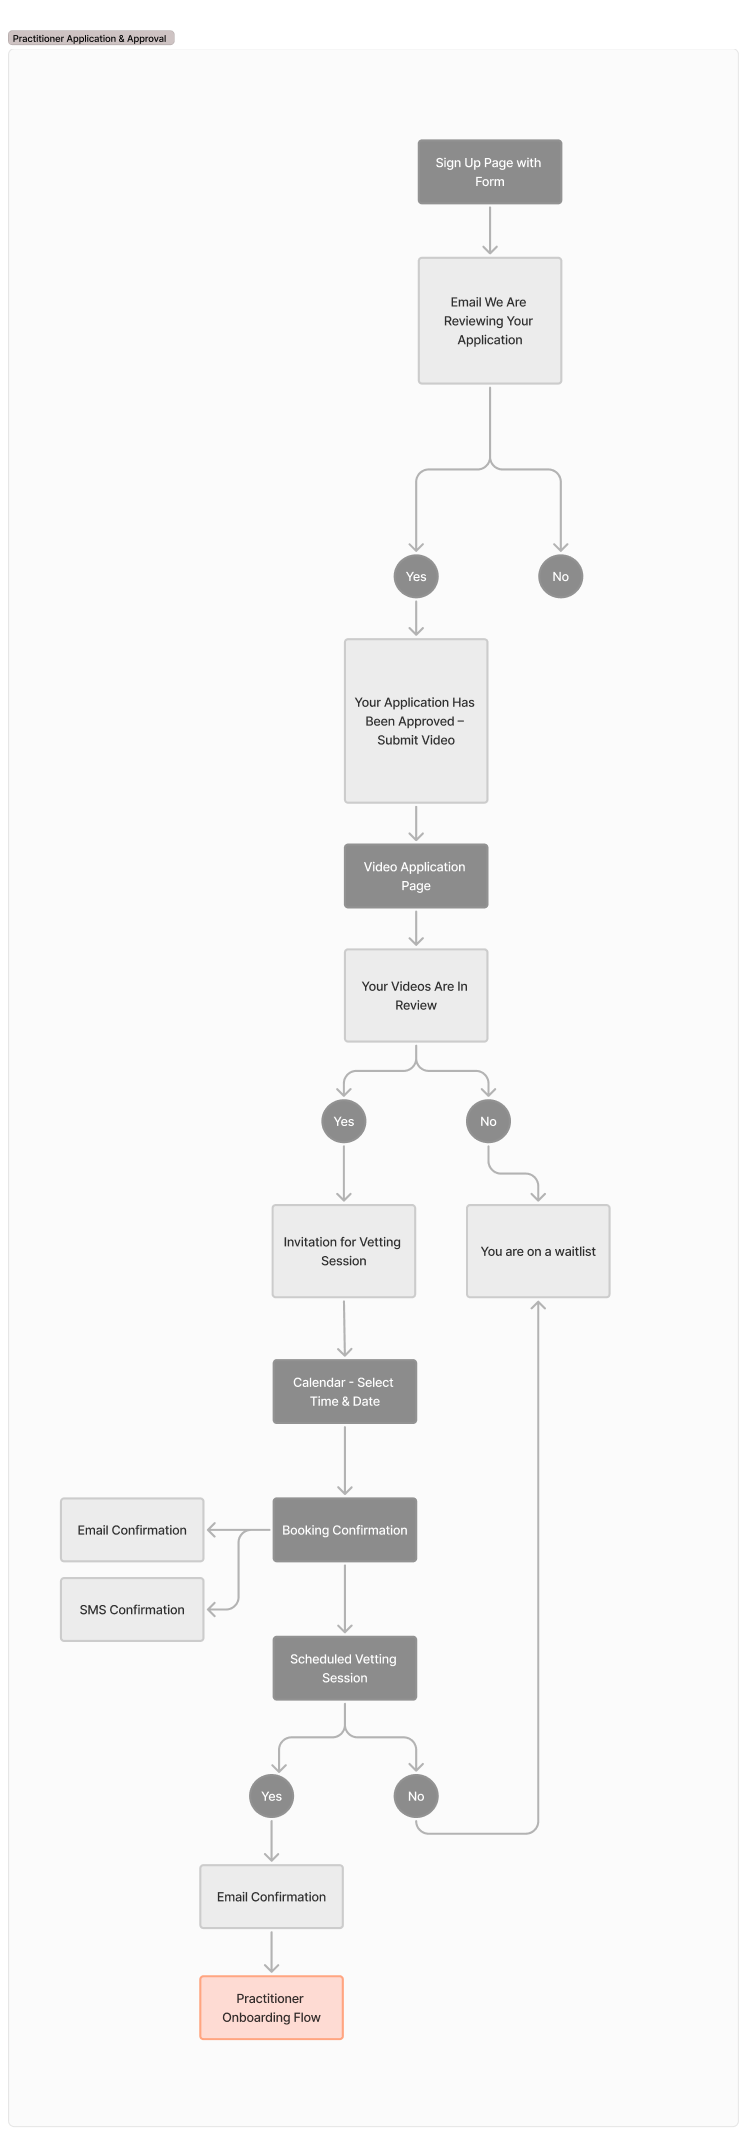 Practitioner Application & Approval
Sign Up Page with
Form
Email We Are
Reviewing Your
Application
Yes
No
Your Application Has
Been Approved –
Submit Video
Video Application
Page
Your Videos Are In
Review
Yes
No
Invitation for Vetting
Session
You are on a waitlist
Calendar - Select
Time & Date
Email Confirmation
Booking Confirmation
SMS Confirmation
Scheduled Vetting
Session
Yes
No
Email Confirmation
Practitioner
Onboarding Flow